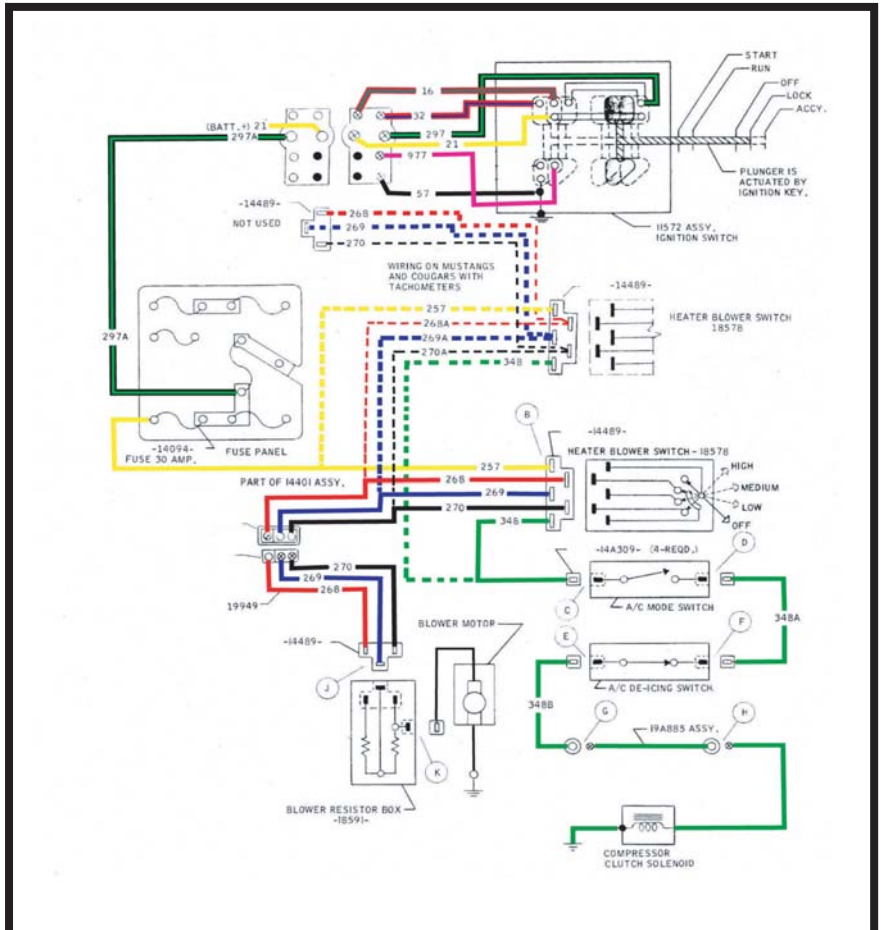 START
RUN
OFF
LOCK
ACCY.
16
32
(BATT.+) 21
297
297A
21
977
57
PLUNGER IS
ACTUATED BY
IGNITION KEY.
-14489-
NOT USED
268
269
270
11572 ASSY.
IGNITION SWITCH
WIRING ON MUSTANGS
AND COUGARS WITH
TACHOMETERS
-14489-
257
268A
269A
270A
348
HEATER BLOWER SWITCH
18578
297A
-14094-
FUSE 30 AMP.
FUSE PANEL
B
-14489-
HEATER BLOWER SWITCH-18578
257
268
269
270
348
HIGH
MEDIUM
LOW
OFF
PART OF 14401 ASSY.
-14A309- (4-REQD.)
D
C
A/C MODE SWITCH
270
269
268
19949
348A
BLOWER MOTOR
E
F
A/C DE-ICING SWITCH
-14489-
J
348B
G
19A885 ASSY.
H
K
BLOWER RESISTOR BOX
-18591-
COMPRESSOR
CLUTCH SOLENOID